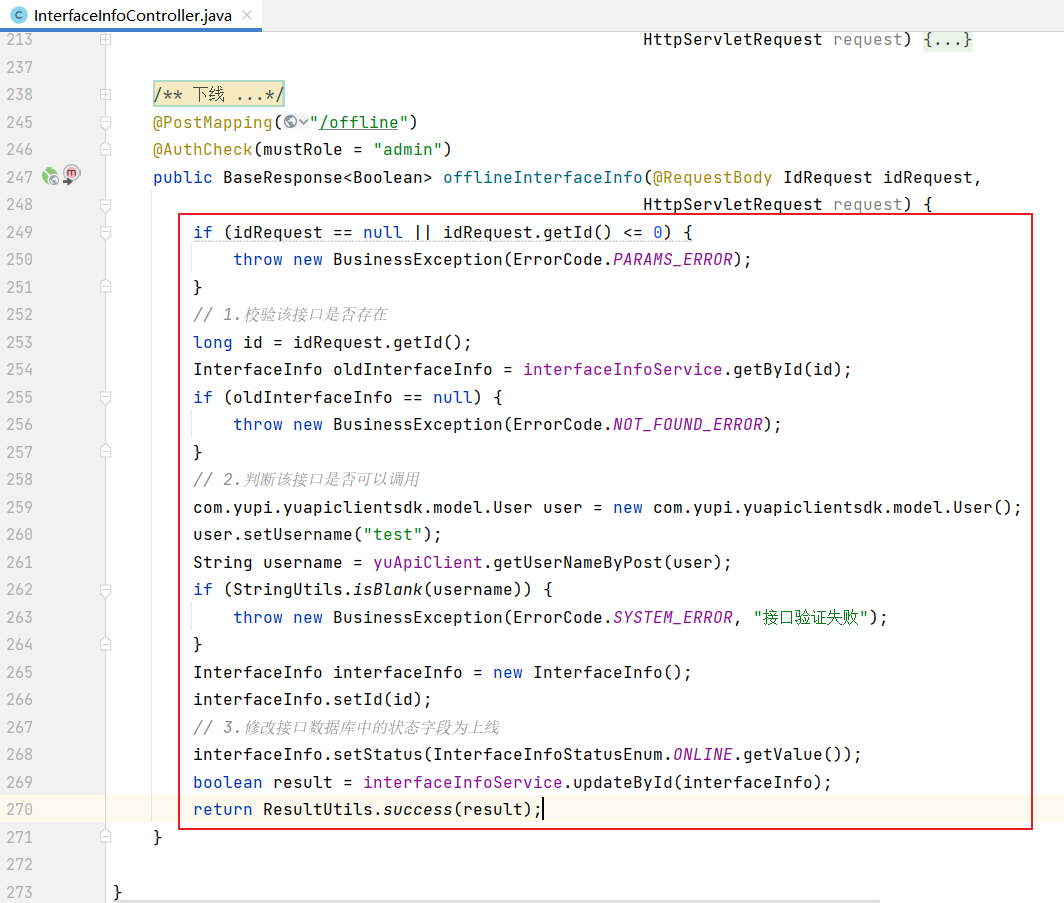 InterfaceInfoController.java
213 HttpServletRequest request) {...}
237
238 /** 下线 ...*/
245 @PostMapping("/offline")
246 @AuthCheck(mustRole = "admin")
247 public BaseResponse<Boolean> offlineInterfaceInfo(@RequestBody IdRequest idRequest,
248 HttpServletRequest request) {
249 if (idRequest == null || idRequest.getId() <= 0) {
250 throw new BusinessException(ErrorCode.PARAMS_ERROR);
251 }
252 // 1.校验该接口是否存在
253 long id = idRequest.getId();
254 InterfaceInfo oldInterfaceInfo = interfaceInfoService.getById(id);
255 if (oldInterfaceInfo == null) {
256 throw new BusinessException(ErrorCode.NOT_FOUND_ERROR);
257 }
258 // 2.判断该接口是否可以调用
259 com.yupi.yuapiclientsdk.model.User user = new com.yupi.yuapiclientsdk.model.User();
260 user.setUsername("test");
261 String username = yuApiClient.getUserNameByPost(user);
262 if (StringUtils.isBlank(username)) {
263 throw new BusinessException(ErrorCode.SYSTEM_ERROR, "接口验证失败");
264 }
265 InterfaceInfo interfaceInfo = new InterfaceInfo();
266 interfaceInfo.setId(id);
267 // 3.修改接口数据库中的状态字段为上线
268 interfaceInfo.setStatus(InterfaceInfoStatusEnum.ONLINE.getValue());
269 boolean result = interfaceInfoService.updateById(interfaceInfo);
270 return ResultUtils.success(result);
271 }
272
273 }